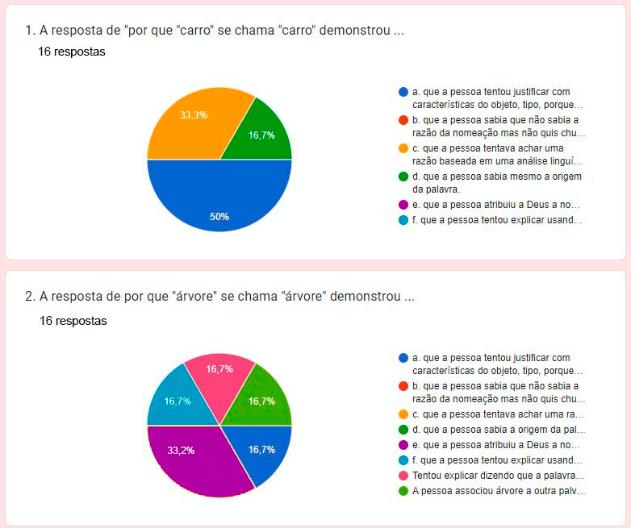 1. A resposta de "por que "carro" se chama "carro" demonstrou ...
16 respostas
33,3%
16,7%
50%
a. que a pessoa tentou justificar com
características do objeto, tipo, porque...
b. que a pessoa sabia que não sabia a
razão da nomeação mas não quis chu...
c. que a pessoa tentava achar uma
razão baseada em uma análise linguí...
d. que a pessoa sabia mesmo a origem
da palavra.
e. que a pessoa atribuiu a Deus a no...
f. que a pessoa tentou explicar usand...
2. A resposta de por que "árvore" se chama "árvore" demonstrou ...
16 respostas
16,7%
16,7%
16,7%
33,2%
16,7%
a. que a pessoa tentou justificar com
características do objeto, tipo, porque...
b. que a pessoa sabia que não sabia a
razão da nomeação mas não quis chu...
c. que a pessoa tentava achar uma ra...
d. que a pessoa sabia a origem da pal...
e. que a pessoa atribuiu a Deus a no...
f. que a pessoa tentou explicar usand...
Tentou explicar dizendo que a palavra...
A pessoa associou árvore a outra palv...